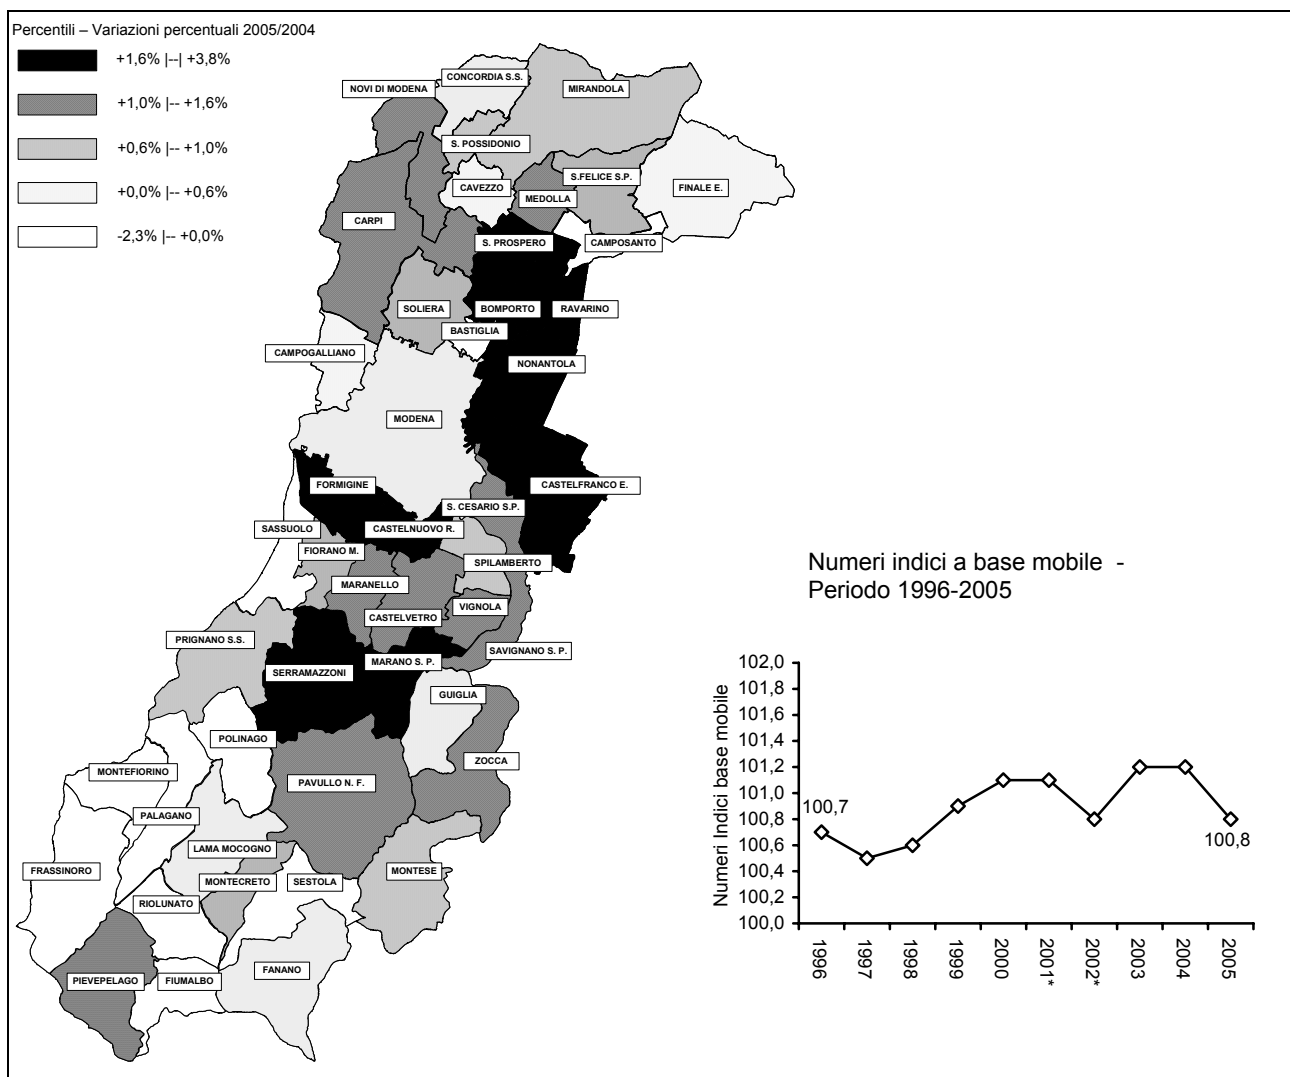 Percentili – Variazioni percentuali 2005/2004
+1,6% |--| +3,8%
+1,0% |-- +1,6%
+0,6% |-- +1,0%
+0,0% |-- +0,6%
-2,3% |-- +0,0%
CONCORDIA S.S.
NOVI DI MODENA
MIRANDOLA
S. POSSIDONIO
S.FELICE S.P.
CAVEZZO
FINALE E.
MEDOLLA
CARPI
S. PROSPERO
CAMPOSANTO
SOLIERA
BOMPORTO
RAVARINO
BASTIGLIA
CAMPOGALLIANO
NONANTOLA
MODENA
FORMIGINE
CASTELFRANCO E.
S. CESARIO S.P.
SASSUOLO
CASTELNUOVO R.
FIORANO M.
SPILAMBERTO
MARANELLO
VIGNOLA
CASTELVETRO
PRIGNANO S.S.
SAVIGNANO S. P.
MARANO S. P.
SERRAMAZZONI
GUIGLIA
POLINAGO
ZOCCA
MONTEFIORINO
PAVULLO N. F.
PALAGANO
LAMA MOCOGNO
FRASSINORO
MONTESE
MONTECRETO
SESTOLA
RIOLUNATO
FANANO
PIEVEPELAGO
FIUMALBO
Numeri indici a base mobile -
Periodo 1996-2005
Numeri Indici base mobile
102,0
101,8
101,6
101,4
101,2
101,0
100,8
100,6
100,4
100,2
100,0
100,7
100,8
1996
1997
1998
1999
2000
2001*
2002*
2003
2004
2005